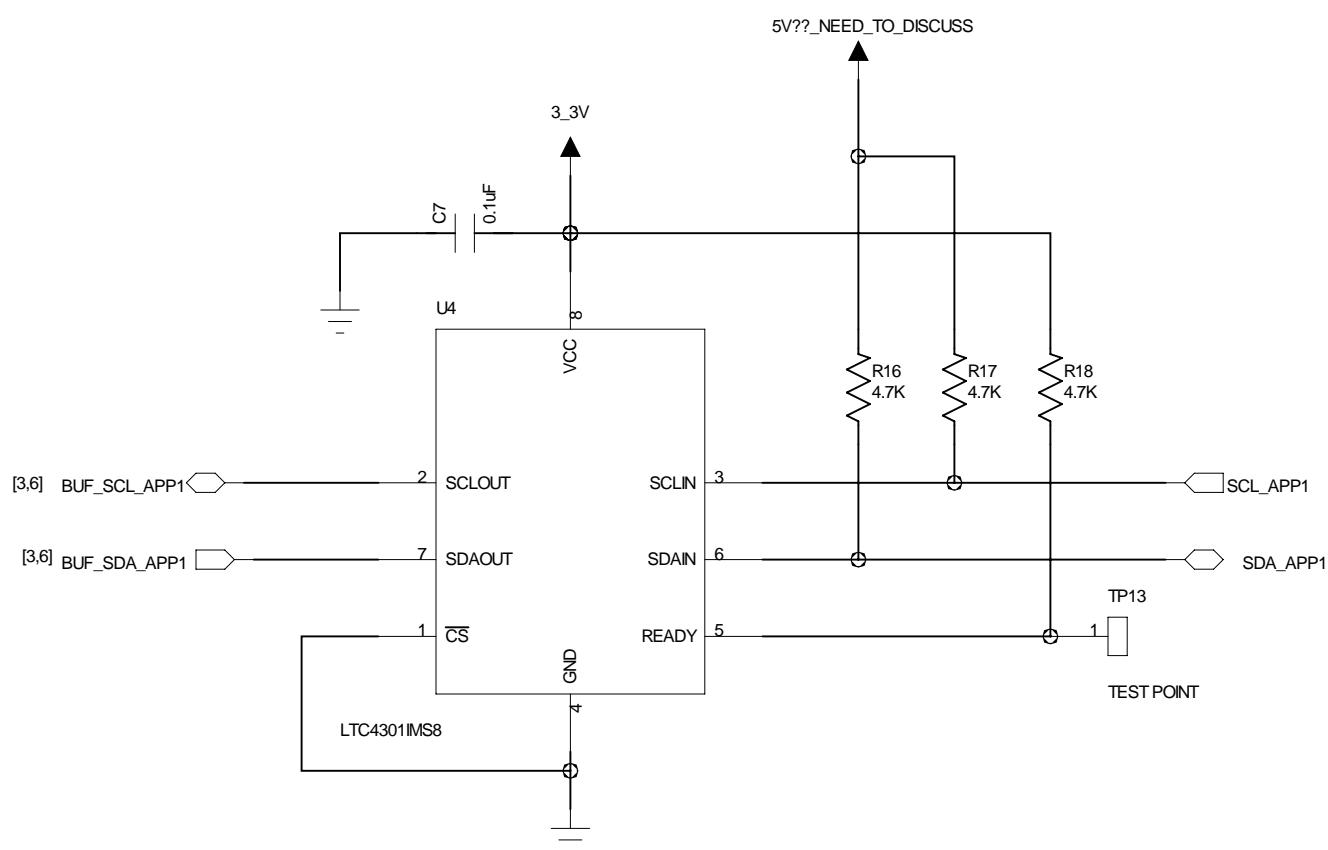 5V??_NEED_TO_DISCUSS
3_3V
C7
0.1uF
U4
8
VCC
R16
4.7K
R17
4.7K
R18
4.7K
[3,6] BUF_SCL_APP1
2
SCLOUT
SCLIN
3
SCL_APP1
[3,6] BUF_SDA_APP1
7
SDAOUT
SDAIN
6
SDA_APP1
TP13
1
CS
READY
5
1
GND
4
TEST POINT
LTC4301IMS8